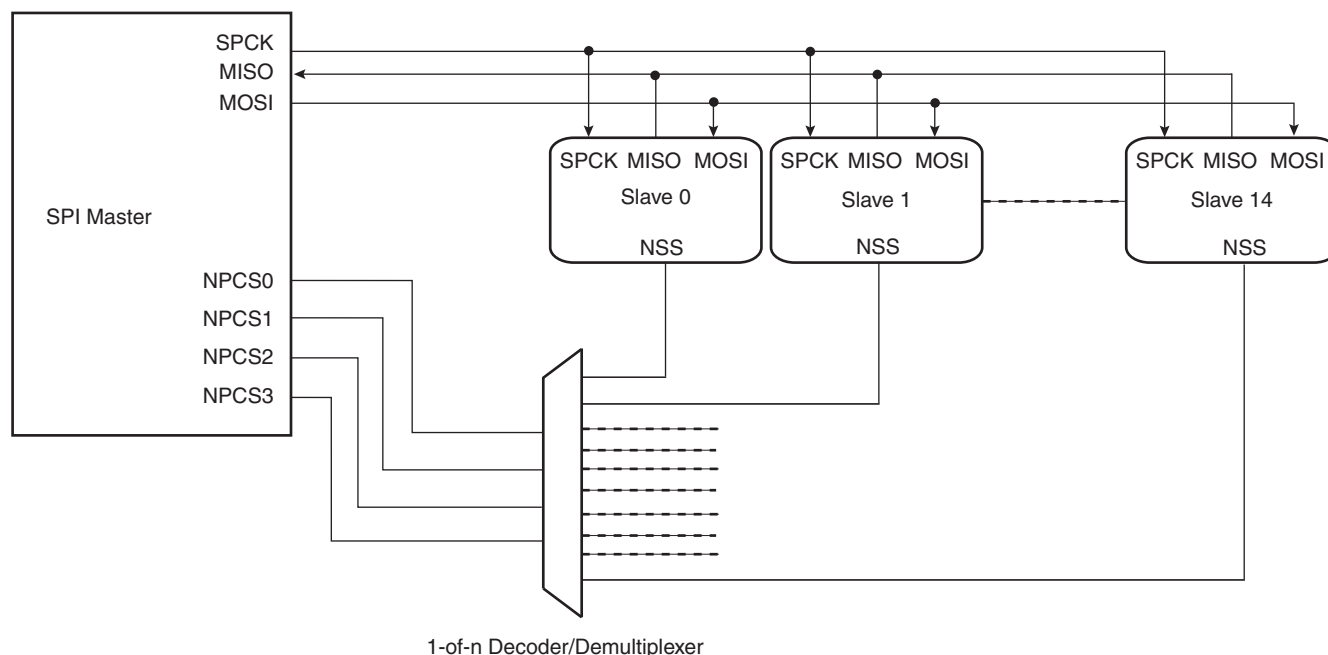 SPCK
MISO
MOSI
SPI Master
NPCS0
NPCS1
NPCS2
NPCS3
SPCK MISO MOSI
Slave 0
NSS
SPCK MISO MOSI
Slave 1
NSS
SPCK MISO MOSI
Slave 14
NSS
1-of-n Decoder/Demultiplexer